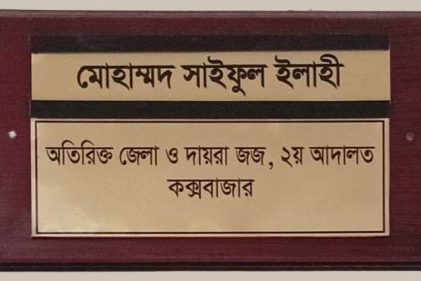 মোহাম্মদ সাইফুল ইলাহী
অতিরিক্ত জেলা ও দায়রা জজ, ২য় আদালত
কক্সবাজার